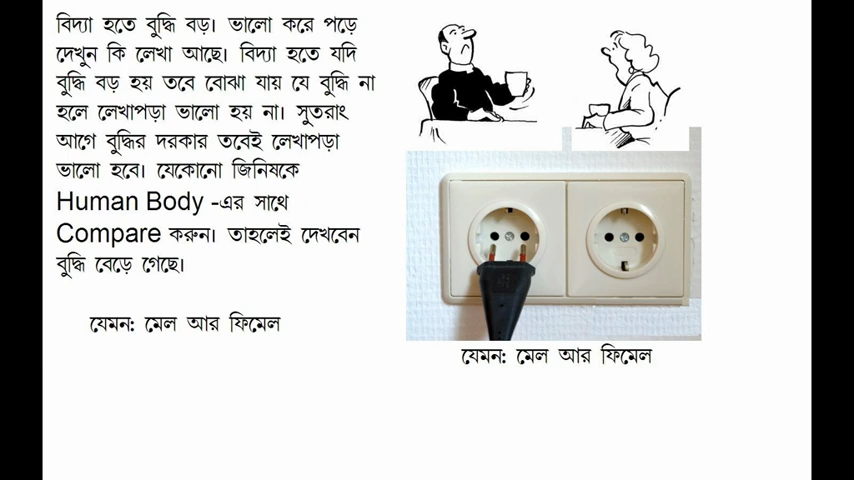 বিদ্যা হতে বুদ্ধি বড়। ভালো করে পড়ে
দেখুন কি লেখা আছে। বিদ্যা হতে যদি
বুদ্ধি বড় হয় তবে বোঝা যায় যে বুদ্ধি না
হলে লেখাপড়া ভালো হয় না। সুতরাং
আগে বুদ্ধির দরকার তবেই লেখাপড়া
ভালো হবে। যেকোনো জিনিষকে
Human Body -এর সাথে
Compare করুন। তাহলেই দেখবেন
বুদ্ধি বেড়ে গেছে।
যেমন: মেল আর ফিমেল
যেমন: মেল আর ফিমেল